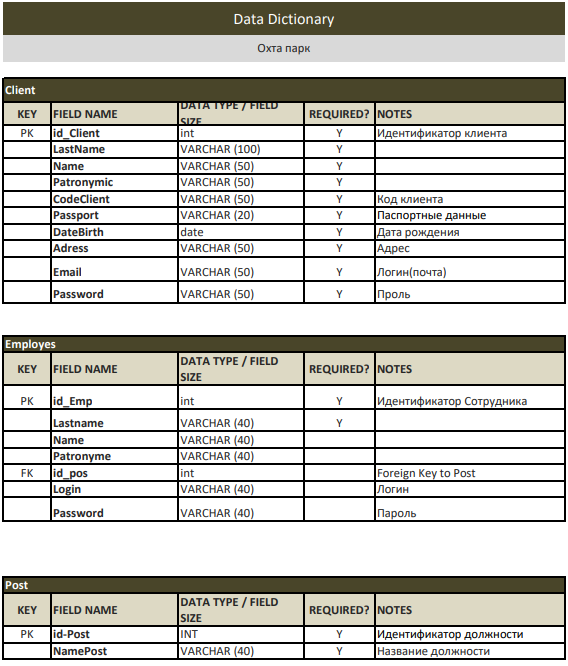 Data Dictionary
Охта парк
Client
KEY FIELD NAME DATA TYPE / FIELD SIZE REQUIRED? NOTES
PK id_Client int Y Идентификатор клиента
LastName VARCHAR (100) Y
Name VARCHAR (50) Y
Patronymic VARCHAR (50) Y
CodeClient VARCHAR (50) Y Код клиента
Passport VARCHAR (20) Y Паспортные данные
DateBirth date Y Дата рождения
Adress VARCHAR (50) Y Адрес
Email VARCHAR (50) Y Логин(почта)
Password VARCHAR (50) Y Проль
Employes
KEY FIELD NAME DATA TYPE / FIELD SIZE REQUIRED? NOTES
PK id_Emp int Y Идентификатор Сотрудника
Lastname VARCHAR (40) Y
Name VARCHAR (40)
Patronyme VARCHAR (40)
FK id_pos int Foreign Key to Post
Login VARCHAR (40) Логин
Password VARCHAR (40) Пароль
Post
KEY FIELD NAME DATA TYPE / FIELD SIZE REQUIRED? NOTES
PK id-Post INT Y Идентификатор должности
NamePost VARCHAR (40) Y Название должности